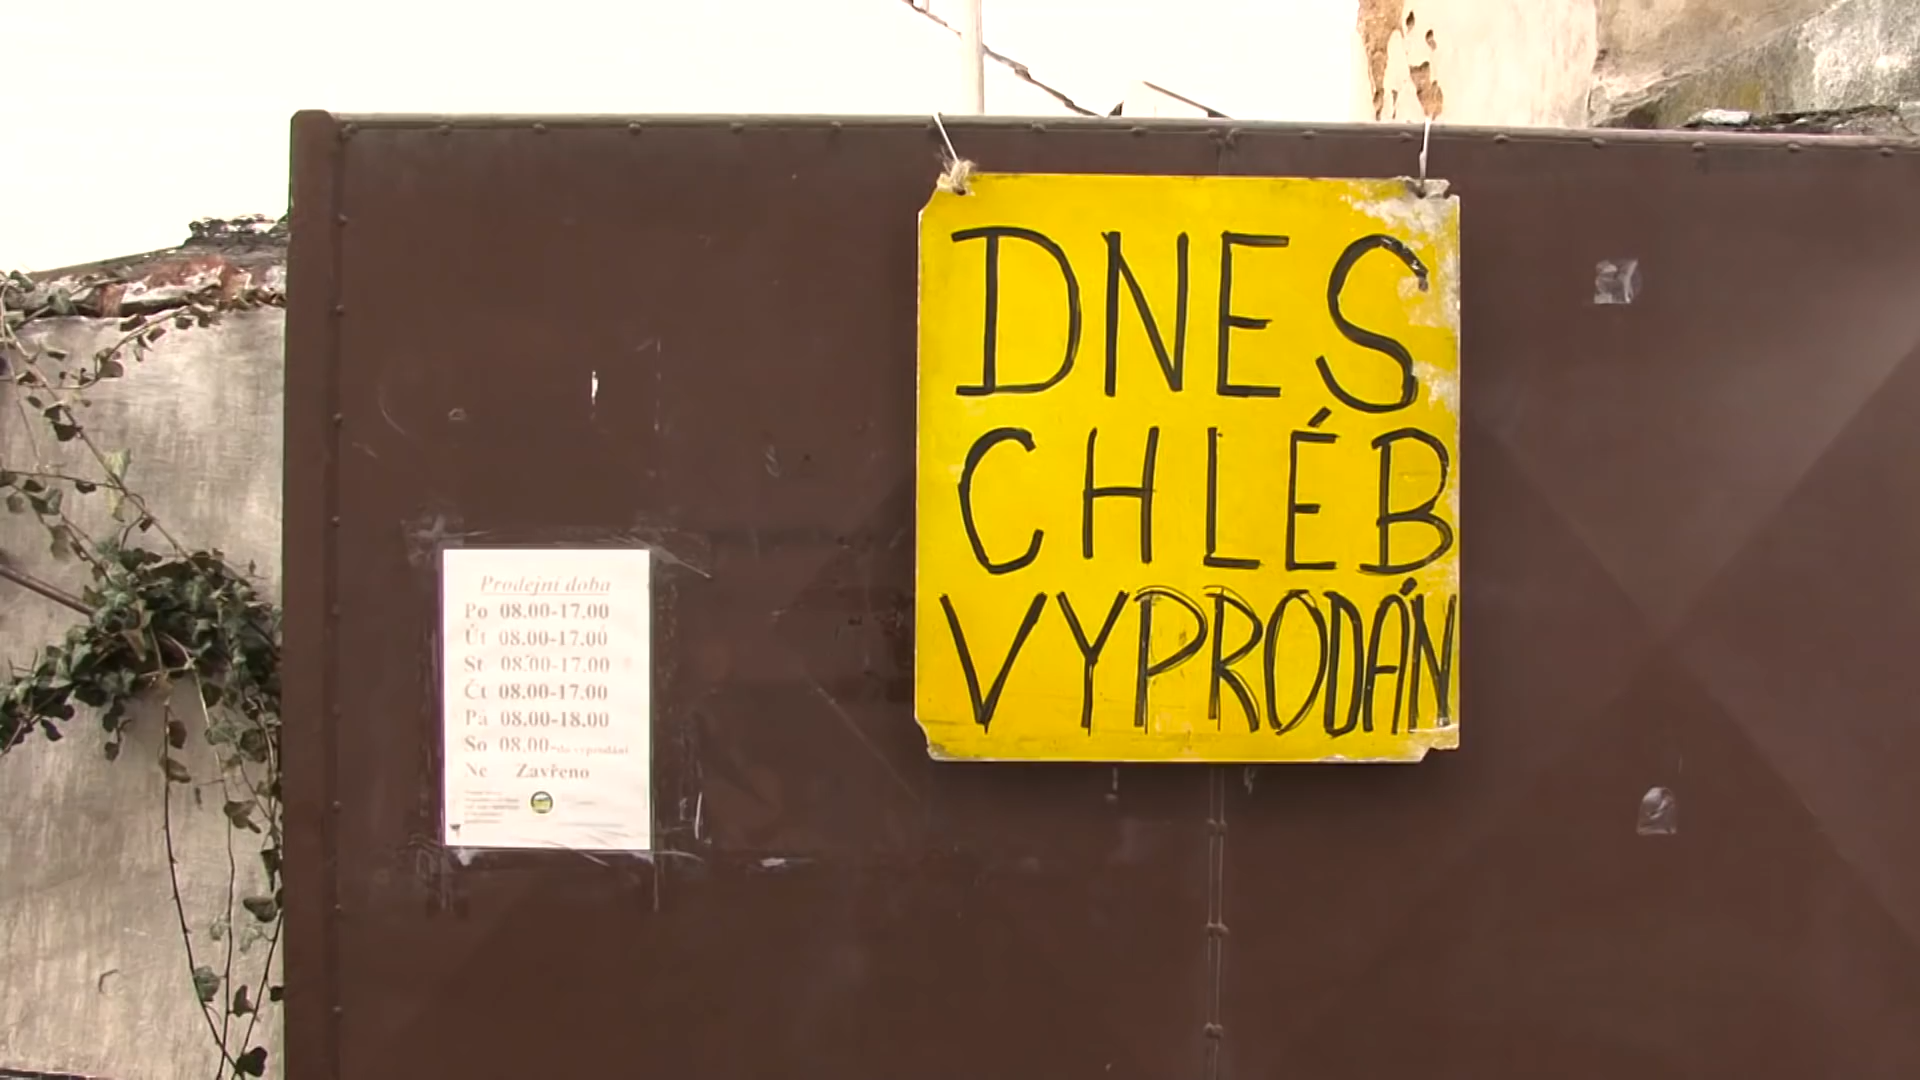 DNES
CHLÉB
VYPRODÁN
Prodejní doba
Po 08.00-17.00
Út 08.00-17.00
St 08.00-17.00
Čt 08.00-17.00
Pá 08.00-18.00
So 08.00-do vyprodání
Ne Zavřeno